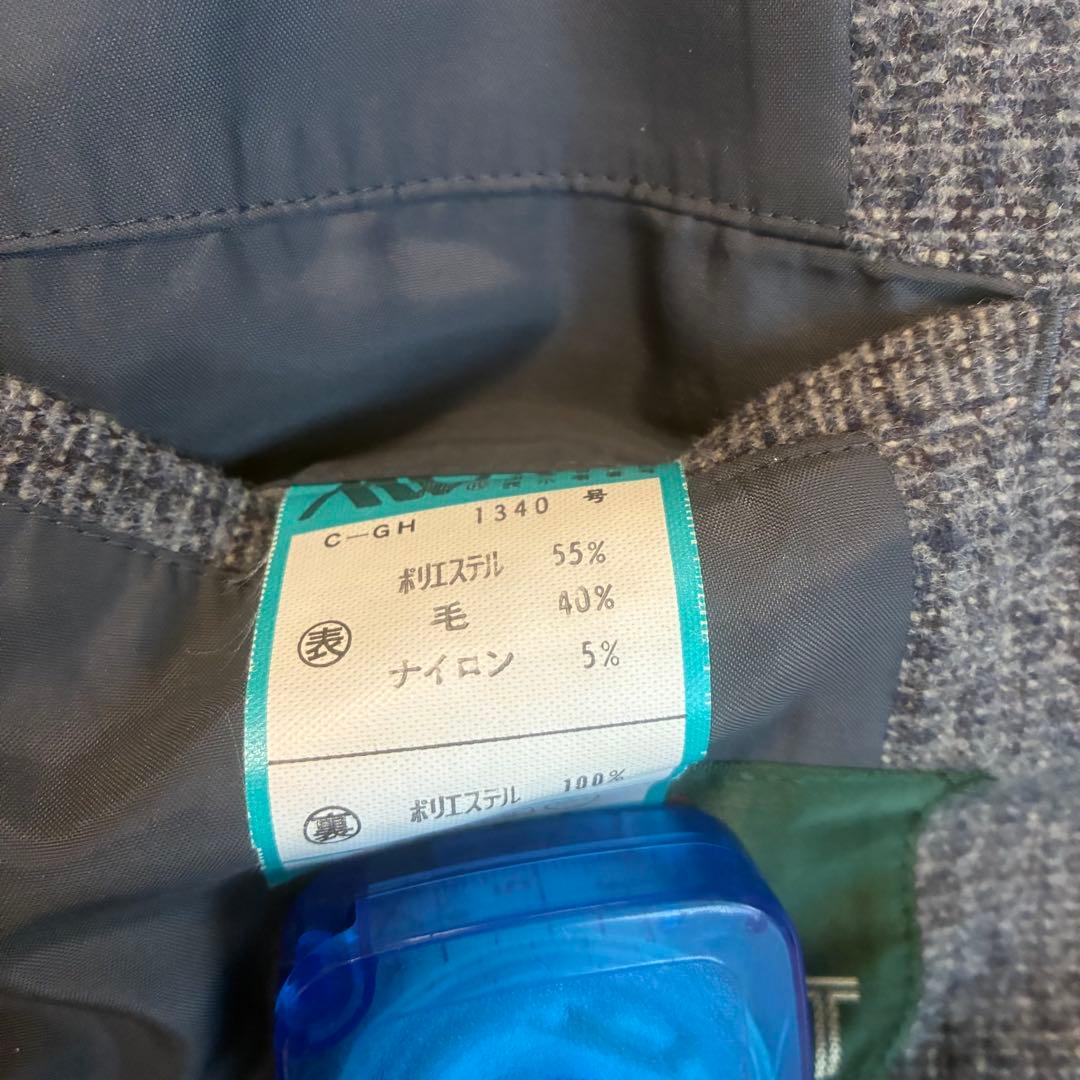 C-GH 1340 号
ポリエステル 55%
毛 40%
表
ナイロン 5%
裏 ポリエステル 100%
T